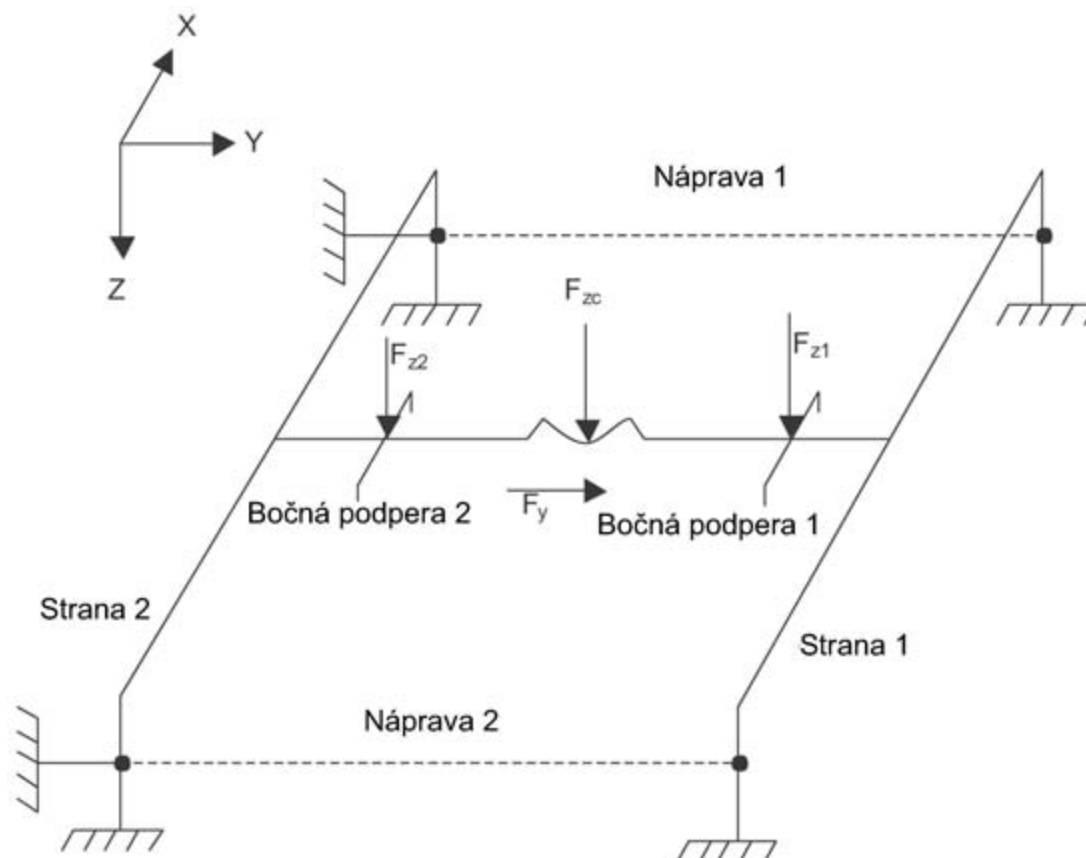 X
Y
Z
Náprava 1
F_zc
F_z2
F_z1
F_y
Bočná podpera 2
Bočná podpera 1
Strana 2
Strana 1
Náprava 2